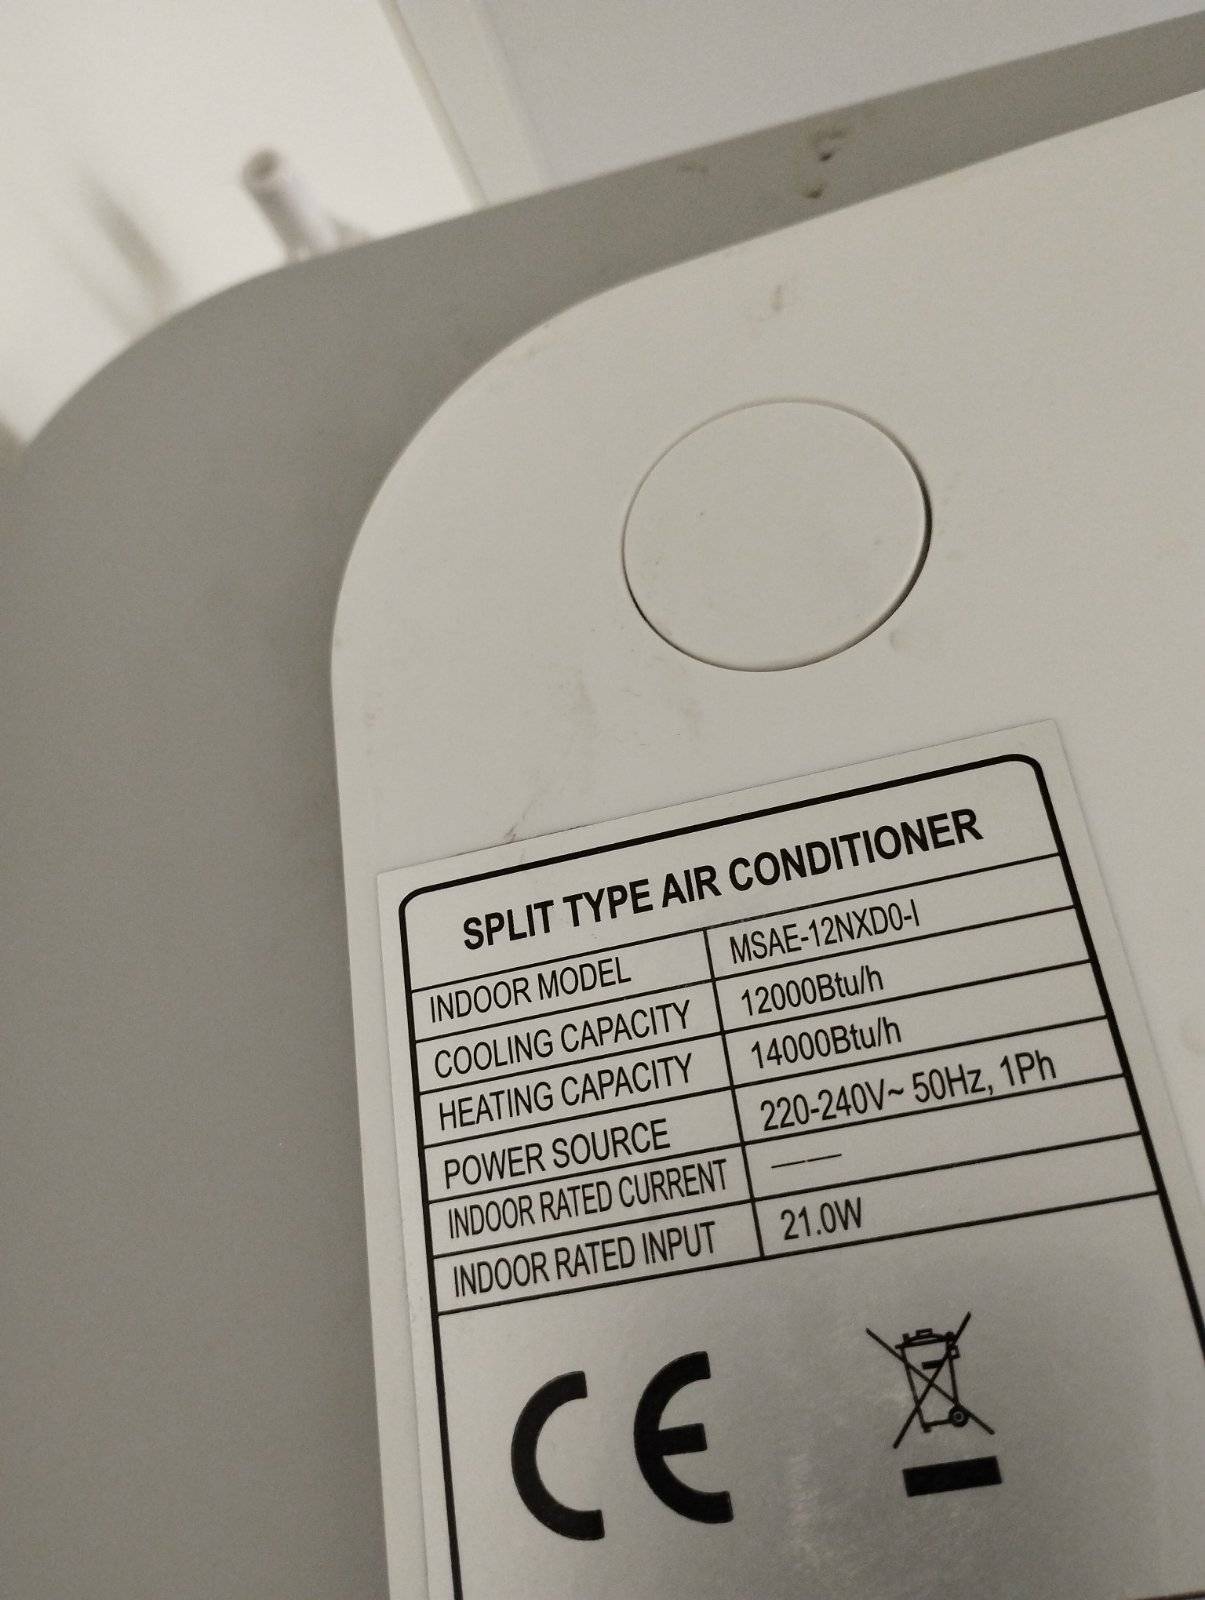 SPLIT TYPE AIR CONDITIONER
INDOOR MODEL MSAE-12NXD0-I
COOLING CAPACITY 12000Btu/h
HEATING CAPACITY 14000Btu/h
POWER SOURCE 220-240V~ 50Hz, 1Ph
INDOOR RATED CURRENT ——
INDOOR RATED INPUT 21.0W
CE